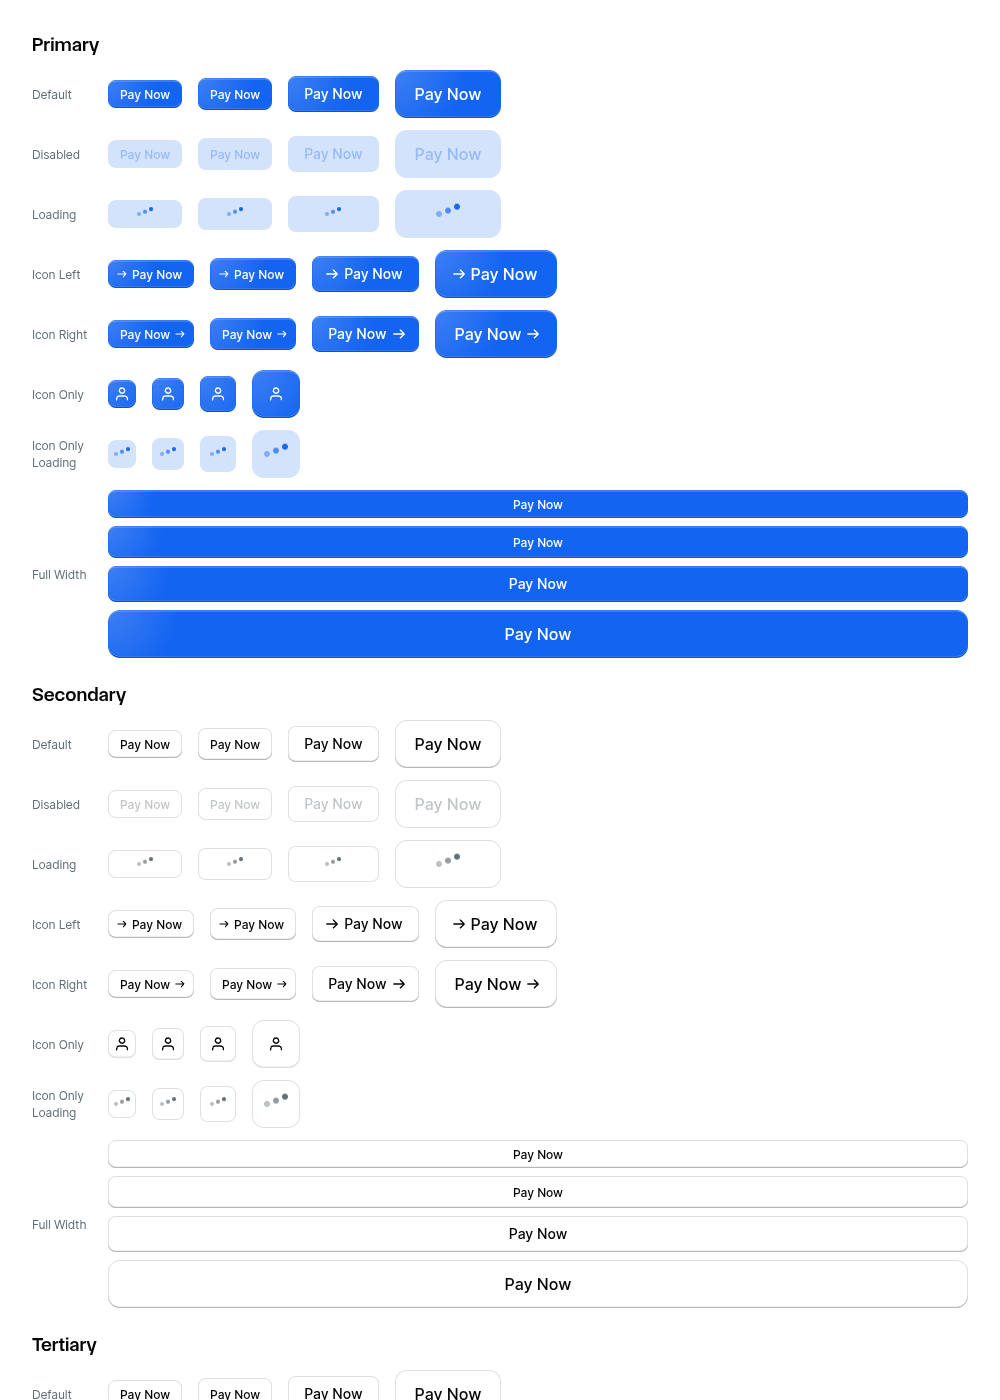 Primary
Default Pay Now Pay Now Pay Now Pay Now
Disabled Pay Now Pay Now Pay Now Pay Now
Loading
Icon Left Pay Now Pay Now Pay Now Pay Now
Icon Right Pay Now Pay Now Pay Now Pay Now
Icon Only
Icon Only
Loading
Pay Now
Pay Now
Full Width
Pay Now
Pay Now
Secondary
Default Pay Now Pay Now Pay Now Pay Now
Disabled Pay Now Pay Now Pay Now Pay Now
Loading
Icon Left Pay Now Pay Now Pay Now Pay Now
Icon Right Pay Now Pay Now Pay Now Pay Now
Icon Only
Icon Only
Loading
Pay Now
Pay Now
Full Width
Pay Now
Pay Now
Tertiary
Default Pay Now Pay Now Pay Now Pay Now